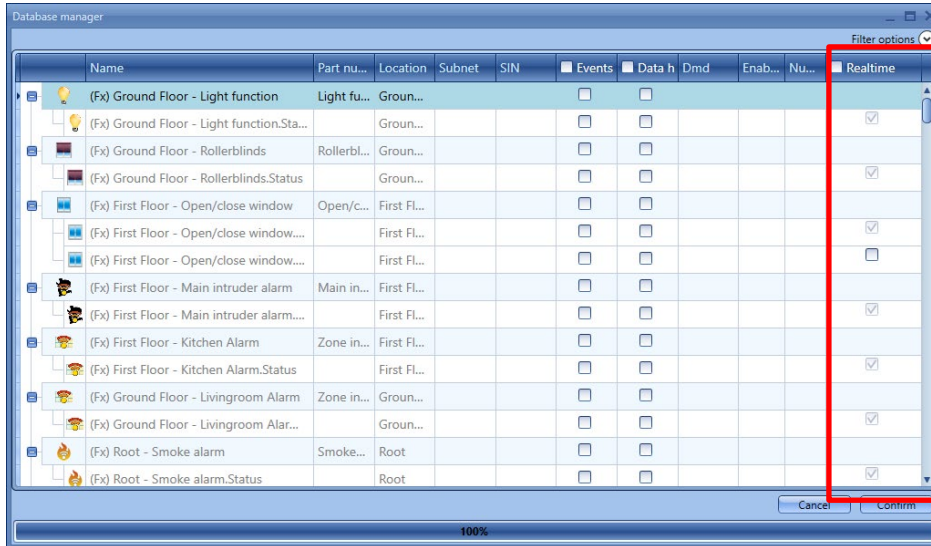 Database manager
Filter options
Name Part nu... Location Subnet SIN Events Data h Dmd Enab... Nu... Realtime
(Fx) Ground Floor - Light function Light fu... Groun...
(Fx) Ground Floor - Light function.Sta... Groun...
(Fx) Ground Floor - Rollerblinds Rollerbl... Groun...
(Fx) Ground Floor - Rollerblinds.Status Groun...
(Fx) First Floor - Open/close window Open/c... First Fl...
(Fx) First Floor - Open/close window.... First Fl...
(Fx) First Floor - Open/close window.... First Fl...
(Fx) First Floor - Main intruder alarm Main in... First Fl...
(Fx) First Floor - Main intruder alarm.... First Fl...
(Fx) First Floor - Kitchen Alarm Zone in... First Fl...
(Fx) First Floor - Kitchen Alarm.Status First Fl...
(Fx) Ground Floor - Livingroom Alarm Zone in... Groun...
(Fx) Ground Floor - Livingroom Alar... Groun...
(Fx) Root - Smoke alarm Smoke... Root
(Fx) Root - Smoke alarm.Status Root
Cancel Confirm
100%